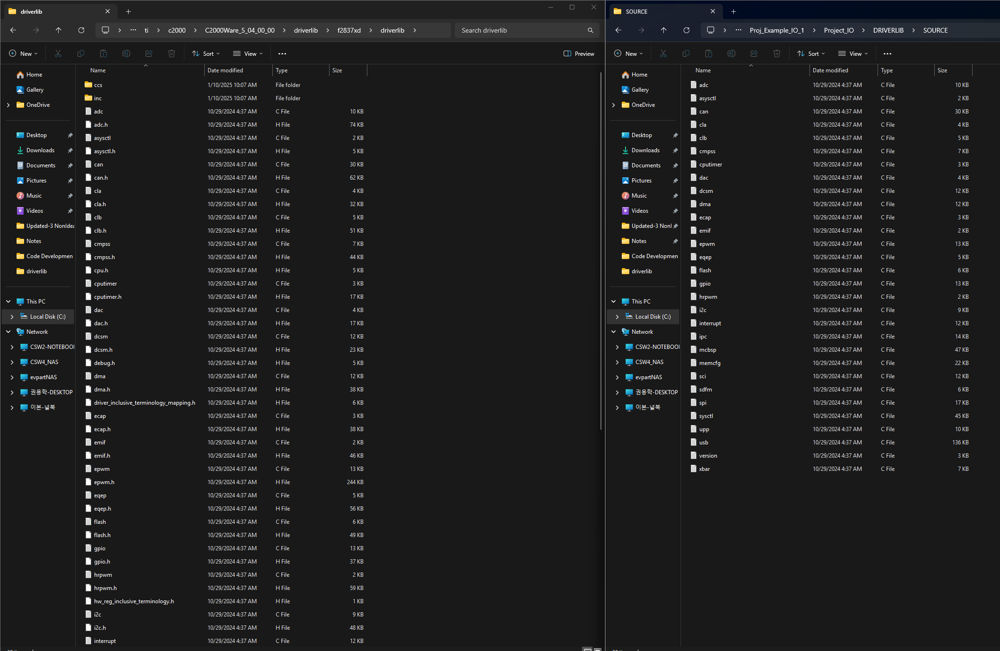 driverlib
ti > c2000 > C2000Ware_5_04_00_00 > driverlib > f2837xd > driverlib >
Search driverlib
New Sort View ... Preview
Name Date modified Type Size
Home
Gallery
OneDrive
Desktop
Downloads
Documents
Pictures
Music
Videos
Updated-3 NonIdea
Notes
Code Developmen
driverlib
This PC
Local Disk (C:)
Network
CSW2-NOTEBOOK
CSW4_NAS
evpartNAS
권용학-DESKTOP
이본-널북
ccs 1/10/2025 10:07 AM File folder
inc 1/10/2025 10:07 AM File folder
adc 10/29/2024 4:37 AM C File 10 KB
adc.h 10/29/2024 4:37 AM H File 74 KB
asysctl 10/29/2024 4:37 AM C File 2 KB
asysctl.h 10/29/2024 4:37 AM H File 5 KB
can 10/29/2024 4:37 AM C File 30 KB
can.h 10/29/2024 4:37 AM H File 62 KB
cla 10/29/2024 4:37 AM C File 4 KB
cla.h 10/29/2024 4:37 AM H File 32 KB
clb 10/29/2024 4:37 AM C File 5 KB
clb.h 10/29/2024 4:37 AM H File 51 KB
cmpss 10/29/2024 4:37 AM C File 7 KB
cmpss.h 10/29/2024 4:37 AM H File 44 KB
cpu.h 10/29/2024 4:37 AM H File 5 KB
cputimer 10/29/2024 4:37 AM C File 3 KB
cputimer.h 10/29/2024 4:37 AM H File 17 KB
dac 10/29/2024 4:37 AM C File 4 KB
dac.h 10/29/2024 4:37 AM H File 17 KB
dcsm 10/29/2024 4:37 AM C File 12 KB
dcsm.h 10/29/2024 4:37 AM H File 23 KB
debug.h 10/29/2024 4:37 AM H File 5 KB
dma 10/29/2024 4:37 AM C File 12 KB
dma.h 10/29/2024 4:37 AM H File 38 KB
driver_inclusive_terminology_mapping.h 10/29/2024 4:37 AM H File 6 KB
ecap 10/29/2024 4:37 AM C File 3 KB
ecap.h 10/29/2024 4:37 AM H File 38 KB
emif 10/29/2024 4:37 AM C File 2 KB
emif.h 10/29/2024 4:37 AM H File 46 KB
epwm 10/29/2024 4:37 AM C File 13 KB
epwm.h 10/29/2024 4:37 AM H File 244 KB
eqep 10/29/2024 4:37 AM C File 5 KB
eqep.h 10/29/2024 4:37 AM H File 56 KB
flash 10/29/2024 4:37 AM C File 6 KB
flash.h 10/29/2024 4:37 AM H File 49 KB
gpio 10/29/2024 4:37 AM C File 13 KB
gpio.h 10/29/2024 4:37 AM H File 37 KB
hrpwm 10/29/2024 4:37 AM C File 2 KB
hrpwm.h 10/29/2024 4:37 AM H File 59 KB
hw_reg_inclusive_terminology.h 10/29/2024 4:37 AM H File 1 KB
i2c 10/29/2024 4:37 AM C File 9 KB
i2c.h 10/29/2024 4:37 AM H File 48 KB
interrupt 10/29/2024 4:37 AM C File 12 KB
SOURCE
Proj_Example_IO_1 > Project_IO > DRIVERLIB > SOURCE
New Sort View ...
Name Date modified Type Size
Home
Gallery
OneDrive
Desktop
Downloads
Documents
Pictures
Music
Videos
Updated-3 NonI
Notes
Code Developmen
driverlib
This PC
Local Disk (C:)
Network
CSW2-NOTEBOOK
CSW4_NAS
evpartNAS
권용학-DESKTOP
이본-널북
adc 10/29/2024 4:37 AM C File 10 KB
asysctl 10/29/2024 4:37 AM C File 2 KB
can 10/29/2024 4:37 AM C File 30 KB
cla 10/29/2024 4:37 AM C File 4 KB
clb 10/29/2024 4:37 AM C File 5 KB
cmpss 10/29/2024 4:37 AM C File 7 KB
cputimer 10/29/2024 4:37 AM C File 3 KB
dac 10/29/2024 4:37 AM C File 4 KB
dcsm 10/29/2024 4:37 AM C File 12 KB
dma 10/29/2024 4:37 AM C File 12 KB
ecap 10/29/2024 4:37 AM C File 3 KB
emif 10/29/2024 4:37 AM C File 2 KB
epwm 10/29/2024 4:37 AM C File 13 KB
eqep 10/29/2024 4:37 AM C File 5 KB
flash 10/29/2024 4:37 AM C File 6 KB
gpio 10/29/2024 4:37 AM C File 13 KB
hrpwm 10/29/2024 4:37 AM C File 2 KB
i2c 10/29/2024 4:37 AM C File 9 KB
interrupt 10/29/2024 4:37 AM C File 12 KB
ipc 10/29/2024 4:37 AM C File 14 KB
mcbsp 10/29/2024 4:37 AM C File 47 KB
memcfg 10/29/2024 4:37 AM C File 22 KB
sci 10/29/2024 4:37 AM C File 12 KB
sdfm 10/29/2024 4:37 AM C File 6 KB
spi 10/29/2024 4:37 AM C File 17 KB
sysctl 10/29/2024 4:37 AM C File 45 KB
upp 10/29/2024 4:37 AM C File 10 KB
usb 10/29/2024 4:37 AM C File 136 KB
version 10/29/2024 4:37 AM C File 3 KB
xbar 10/29/2024 4:37 AM C File 7 KB